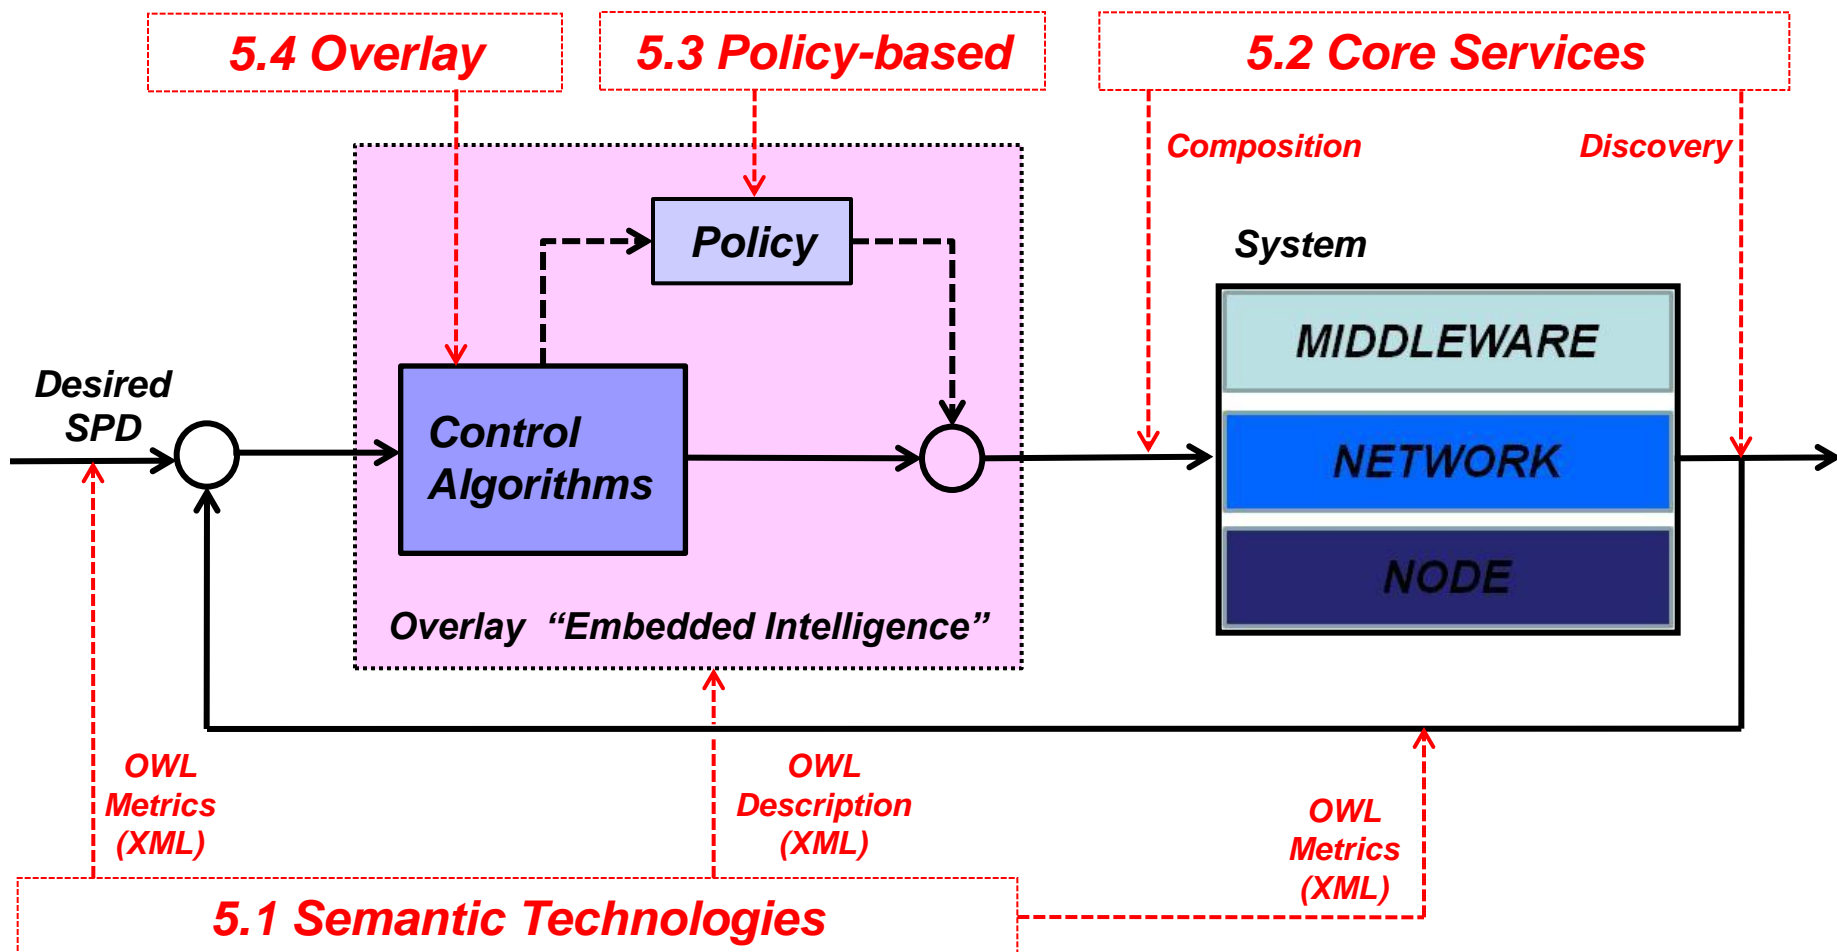 5.4 Overlay
5.3 Policy-based
5.2 Core Services
Composition
Discovery
Policy
System
MIDDLEWARE
Desired
SPD
Control
Algorithms
NETWORK
NODE
Overlay “Embedded Intelligence”
OWL
Metrics
(XML)
OWL
Description
(XML)
OWL
Metrics
(XML)
5.1 Semantic Technologies